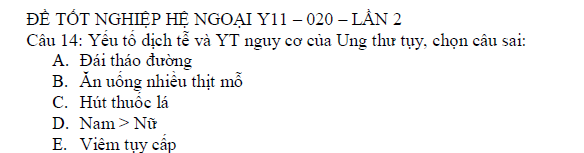 ĐỀ TỐT NGHIỆP HỆ NGOẠI Y11 – 020 – LẦN 2
Câu 14: Yếu tố dịch tễ và YT nguy cơ của Ung thư tụy, chọn câu sai:
A. Đái tháo đường
B. Ăn uống nhiều thịt mỗ
C. Hút thuốc lá
D. Nam > Nữ
E. Viêm tụy cấp